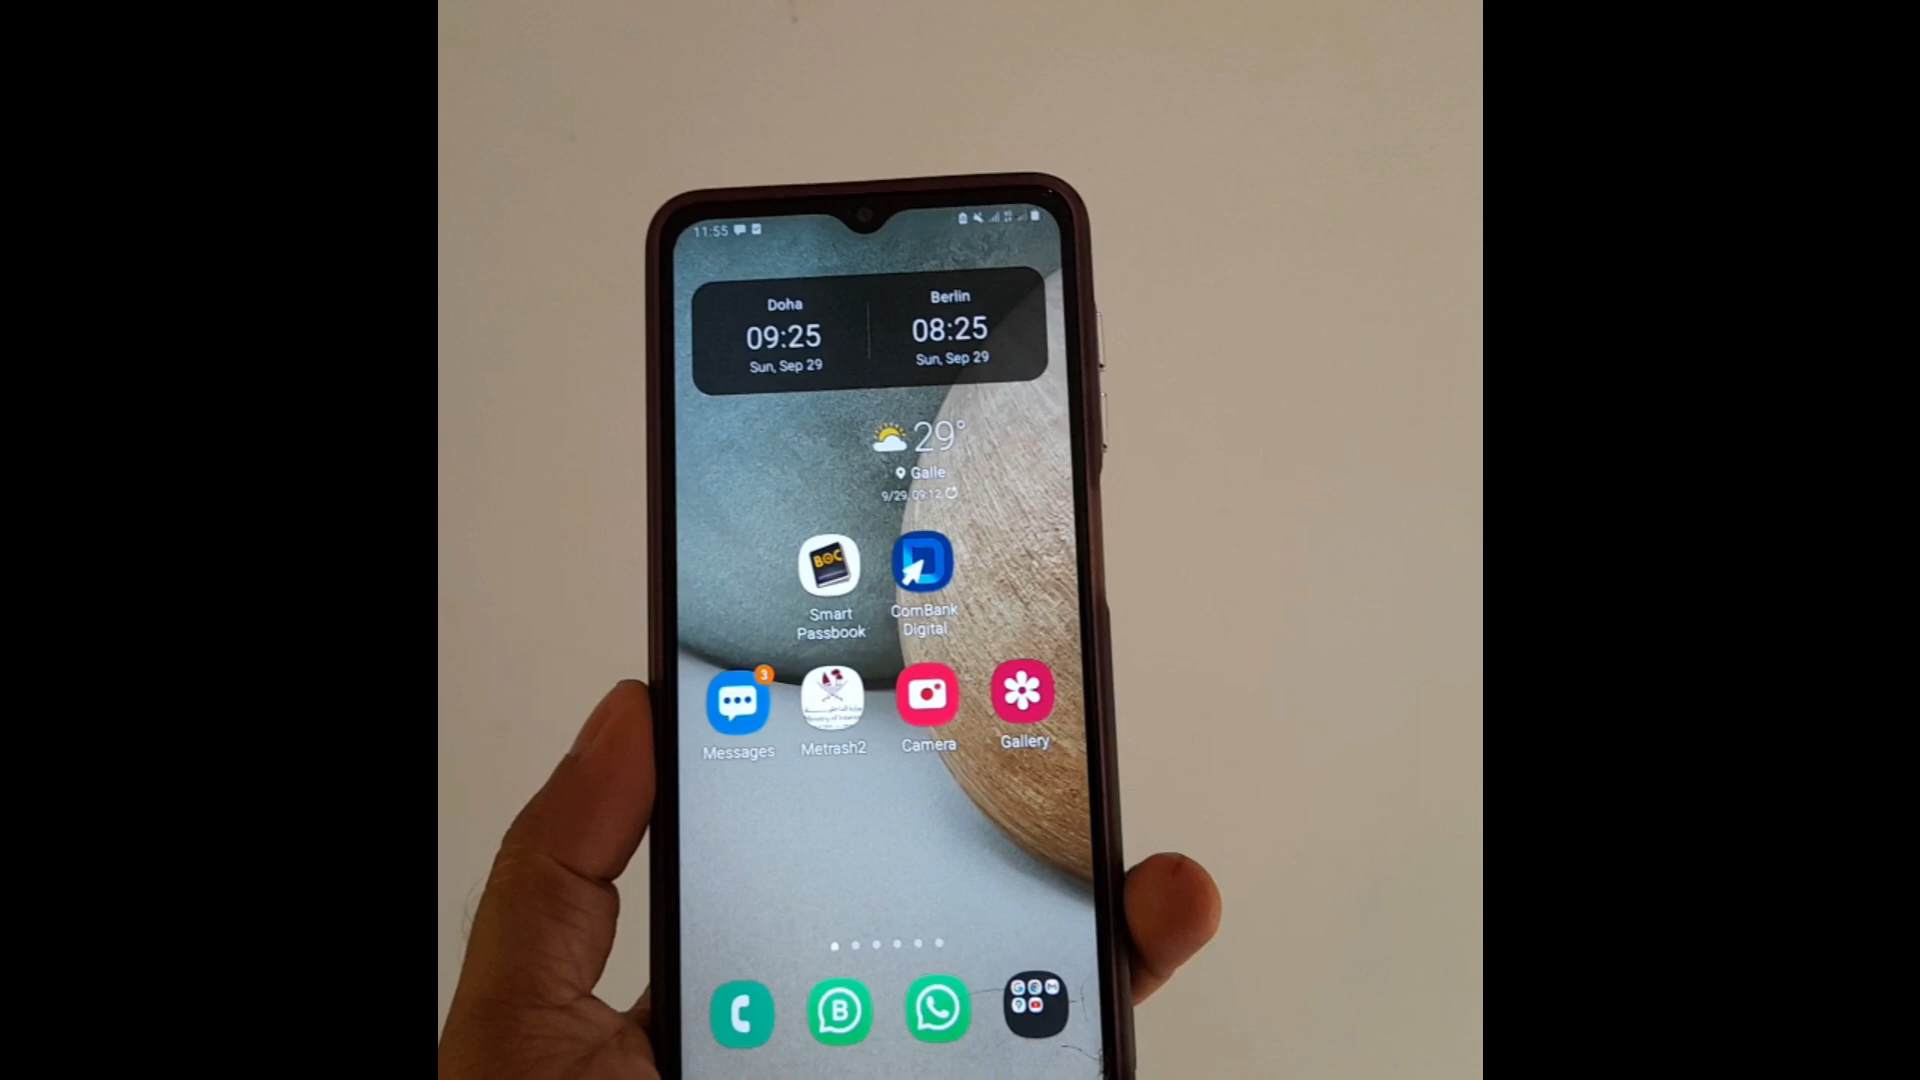 11:55
Doha
09:25
Sun, Sep 29
Berlin
08:25
Sun, Sep 29
29°
Galle
9/29, 09:12
BOC
Smart
Passbook
ComBank
Digital
3
Messages
Metrash2
Camera
Gallery
B